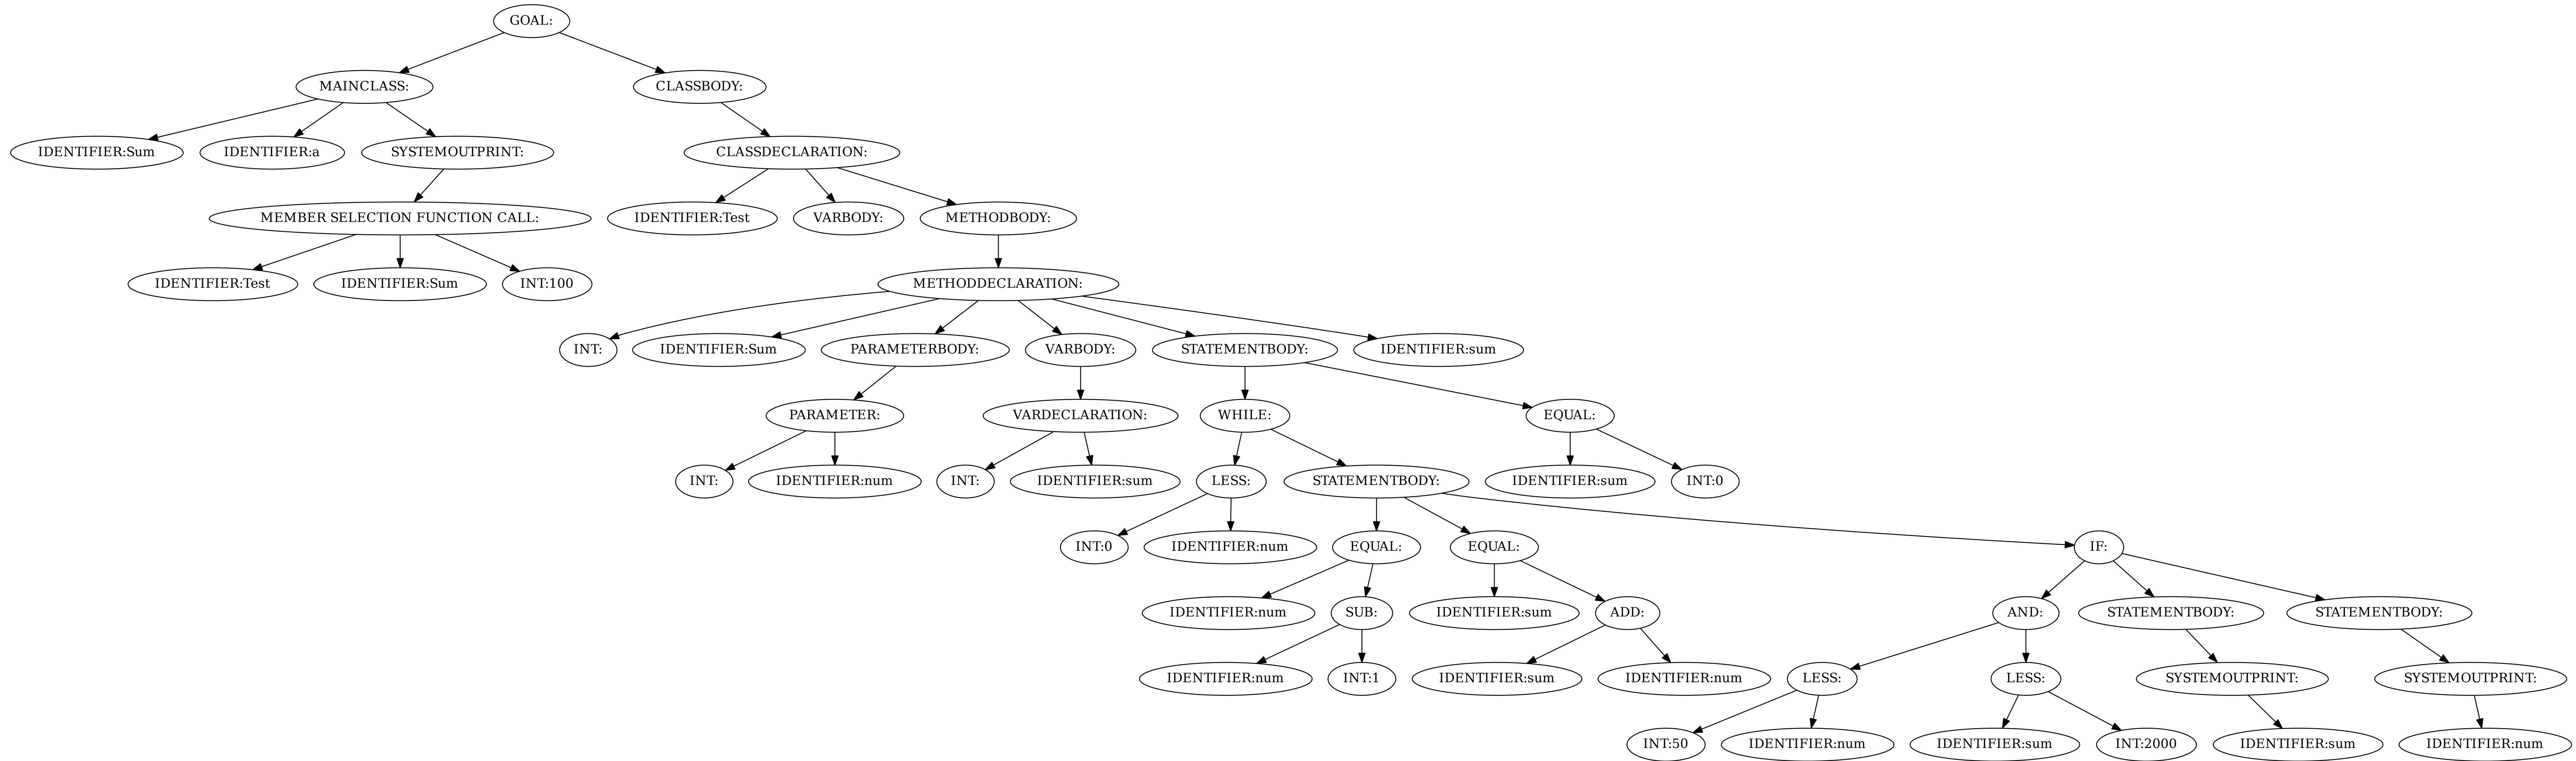 GOAL:
MAINCLASS:
CLASSBODY:
IDENTIFIER:Sum
IDENTIFIER:a
SYSTEMOUTPRINT:
CLASSDECLARATION:
MEMBER SELECTION FUNCTION CALL:
IDENTIFIER:Test
VARBODY:
METHODBODY:
IDENTIFIER:Test
IDENTIFIER:Sum
INT:100
METHODDECLARATION:
INT:
IDENTIFIER:Sum
PARAMETERBODY:
VARBODY:
STATEMENTBODY:
IDENTIFIER:sum
PARAMETER:
VARDECLARATION:
WHILE:
EQUAL:
INT:
IDENTIFIER:num
INT:
IDENTIFIER:sum
LESS:
STATEMENTBODY:
IDENTIFIER:sum
INT:0
INT:0
IDENTIFIER:num
EQUAL:
EQUAL:
IF:
IDENTIFIER:num
SUB:
IDENTIFIER:sum
ADD:
AND:
STATEMENTBODY:
STATEMENTBODY:
IDENTIFIER:num
INT:1
IDENTIFIER:sum
IDENTIFIER:num
LESS:
LESS:
SYSTEMOUTPRINT:
SYSTEMOUTPRINT:
INT:50
IDENTIFIER:num
IDENTIFIER:sum
INT:2000
IDENTIFIER:sum
IDENTIFIER:num